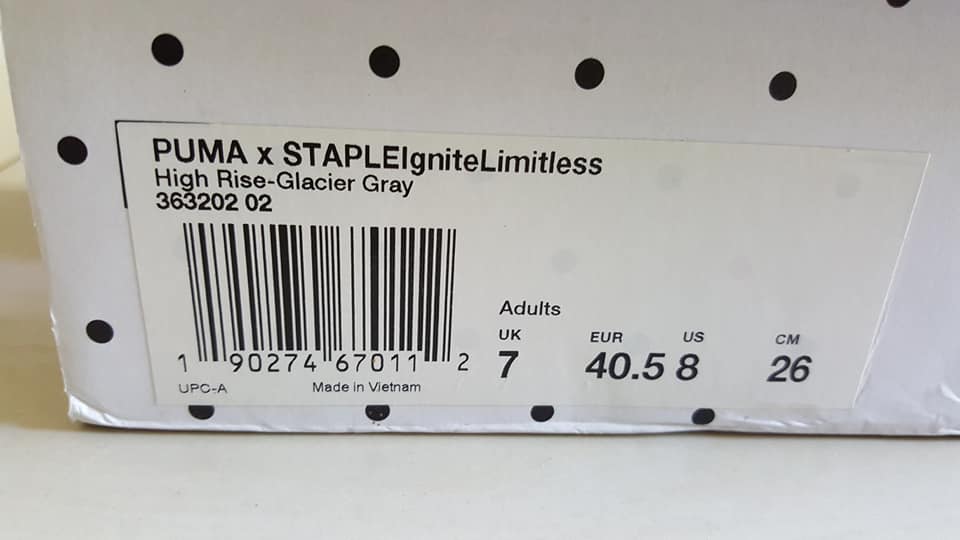 PUMA x STAPLEIgniteLimitless
High Rise-Glacier Gray
363202 02
1 90274 67011 2
UPC-A Made in Vietnam
Adults
UK EUR US CM
7 40.5 8 26